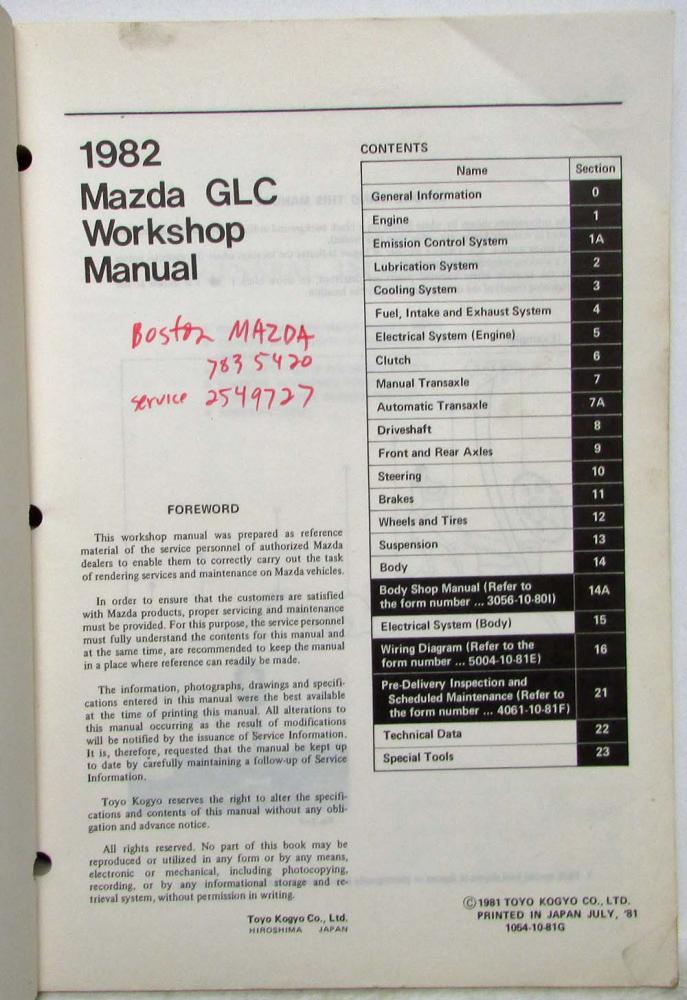 1982
Mazda GLC
Workshop
Manual
Boston MAZDA
783 5420
service 2549727
FOREWORD
This workshop manual was prepared as reference
material of the service personnel of authorized Mazda
dealers to enable them to correctly carry out the task
of rendering services and maintenance on Mazda vehicles.
In order to ensure that the customers are satisfied
with Mazda products, proper servicing and maintenance
must be provided. For this purpose, the service personnel
must fully understand the contents for this manual and
at the same time, are recommended to keep the manual
in a place where reference can readily be made.
The information, photographs, drawings and specifi-
cations entered in this manual were the best available
at the time of printing this manual. All alterations to
this manual occurring as the result of modifications
will be notified by the issuance of Service Information.
It is, therefore, requested that the manual be kept up
to date by carefully maintaining a follow-up of Service
Information.
Toyo Kogyo reserves the right to alter the specifi-
cations and contents of this manual without any obli-
gation and advance notice.
All rights reserved. No part of this book may be
reproduced or utilized in any form or by any means,
electronic or mechanical, including photocopying,
recording, or by any informational storage and re-
trieval system, without permission in writing.
Toyo Kogyo Co., Ltd.
HIROSHIMA JAPAN
CONTENTS
Name Section
General Information 0
Engine 1
Emission Control System 1A
Lubrication System 2
Cooling System 3
Fuel, Intake and Exhaust System 4
Electrical System (Engine) 5
Clutch 6
Manual Transaxle 7
Automatic Transaxle 7A
Driveshaft 8
Front and Rear Axles 9
Steering 10
Brakes 11
Wheels and Tires 12
Suspension 13
Body 14
Body Shop Manual (Refer to
the form number ... 3056-10-80I) 14A
Electrical System (Body) 15
Wiring Diagram (Refer to the
form number ... 5004-10-81E) 16
Pre-Delivery Inspection and
Scheduled Maintenance (Refer to
the form number ... 4061-10-81F) 21
Technical Data 22
Special Tools 23
©1981 TOYO KOGYO CO., LTD.
PRINTED IN JAPAN JULY, '81
1054-10-81G